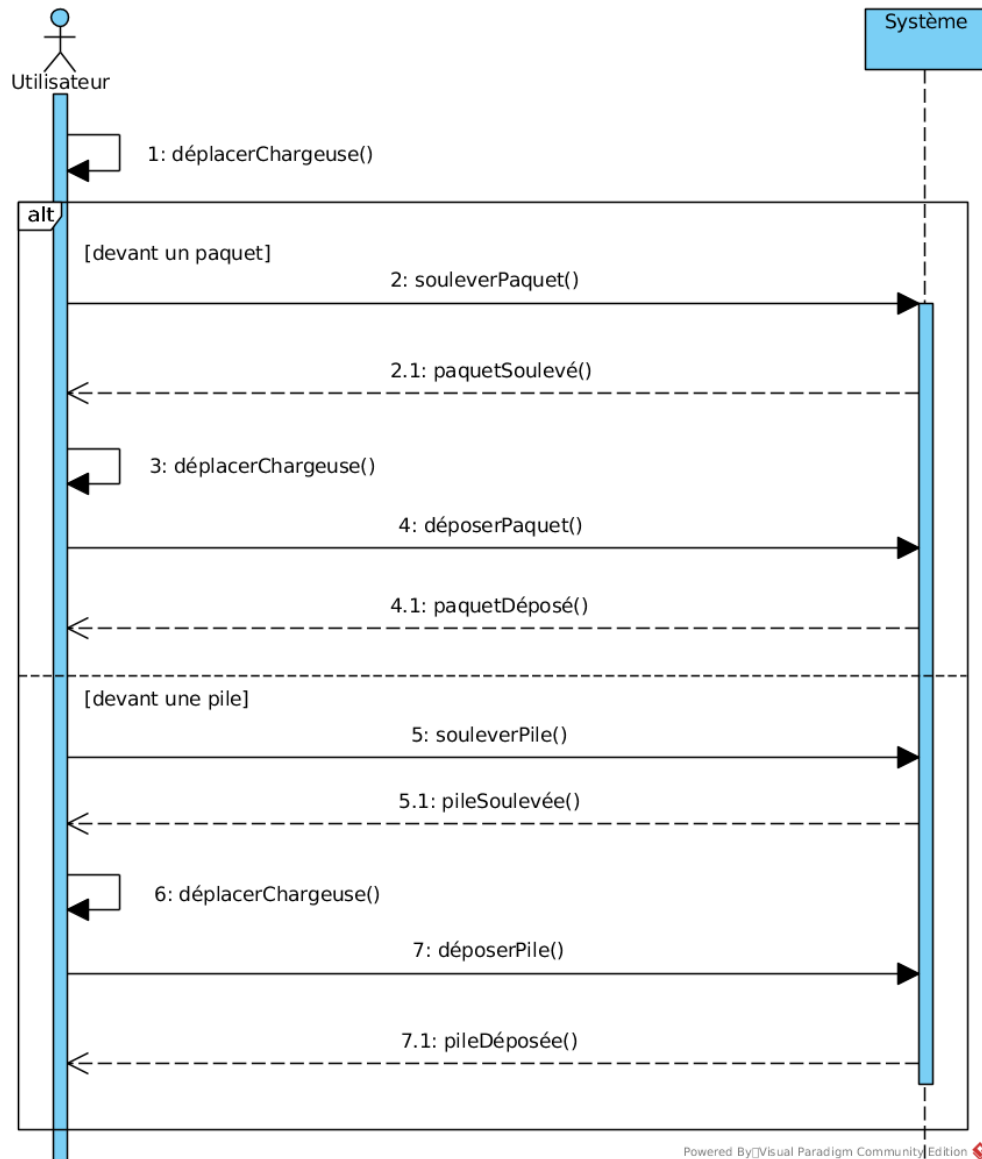 Système
Utilisateur
1: déplacerChargeuse()
alt
[devant un paquet]
2: souleverPaquet()
2.1: paquetSoulevé()
3: déplacerChargeuse()
4: déposerPaquet()
4.1: paquetDéposé()
[devant une pile]
5: souleverPile()
5.1: pileSoulevée()
6: déplacerChargeuse()
7: déposerPile()
7.1: pileDéposée()
Powered By Visual Paradigm Community Edition